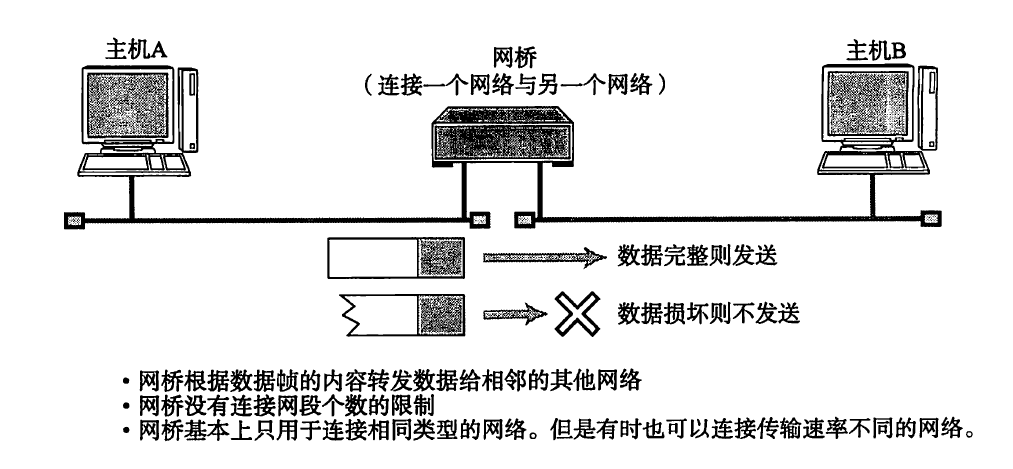 主机A
网桥
（连接一个网络与另一个网络）
主机B
数据完整则发送
数据损坏则不发送
·网桥根据数据帧的内容转发数据给相邻的其他网络
·网桥没有连接网段个数的限制
·网桥基本上只用于连接相同类型的网络。但是有时也可以连接传输速率不同的网络。